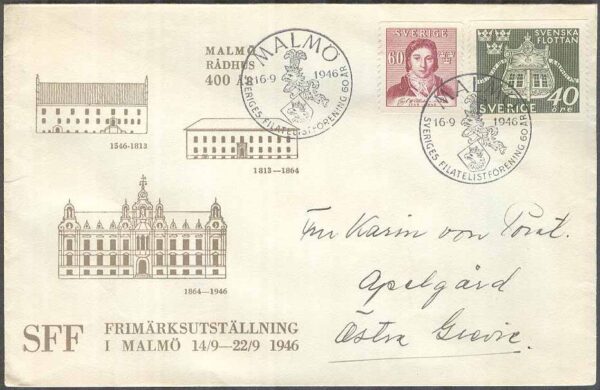 MALMÖ
RÅDHUS
400 ÅR
1546-1813
1813—1864
1864—1946
SFF
FRIMÄRKSUTSTÄLLNING
I MALMÖ 14/9—22/9 1946
MALMÖ
16-9 1946
SVERIGES FILATELISTFÖRENING 60 ÅR
SVERIGE
60
SVENSKA
FLOTTAN
SVERIGE
40
öre
MALMÖ
16-9 1946
SVERIGES FILATELISTFÖRENING 60 ÅR
Fru Karin von Porat.
Apelgård
Östra Grevie.